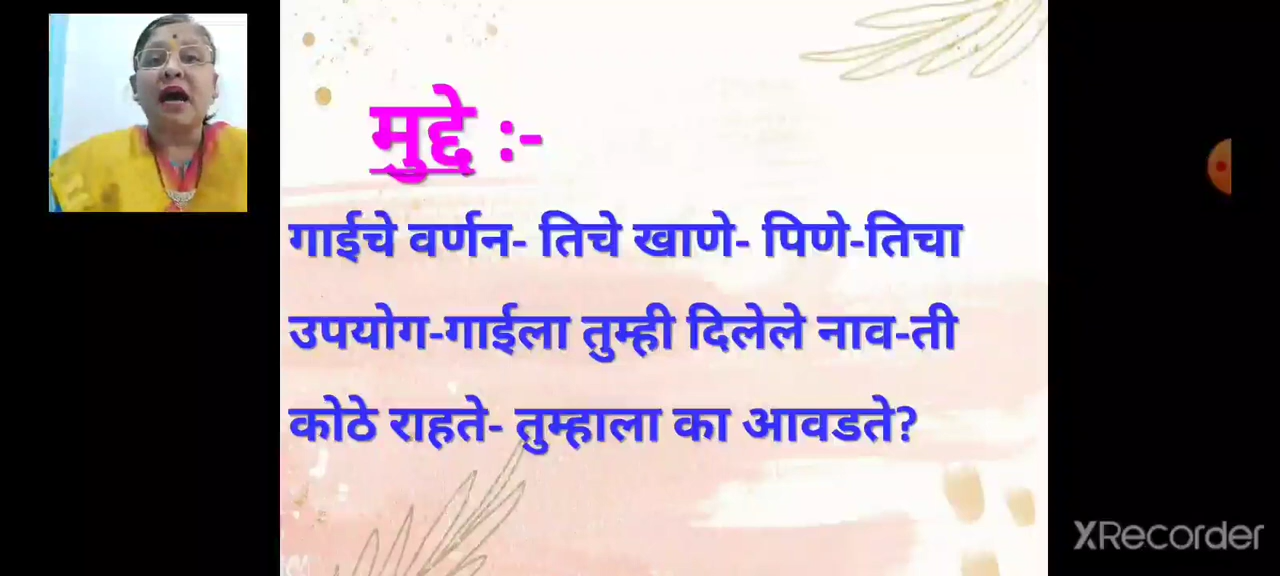 मुद्दे :-
गाईचे वर्णन- तिचे खाणे- पिणे-तिचा
उपयोग-गाईला तुम्ही दिलेले नाव-ती
कोठे राहते- तुम्हाला का आवडते?
XRecorder